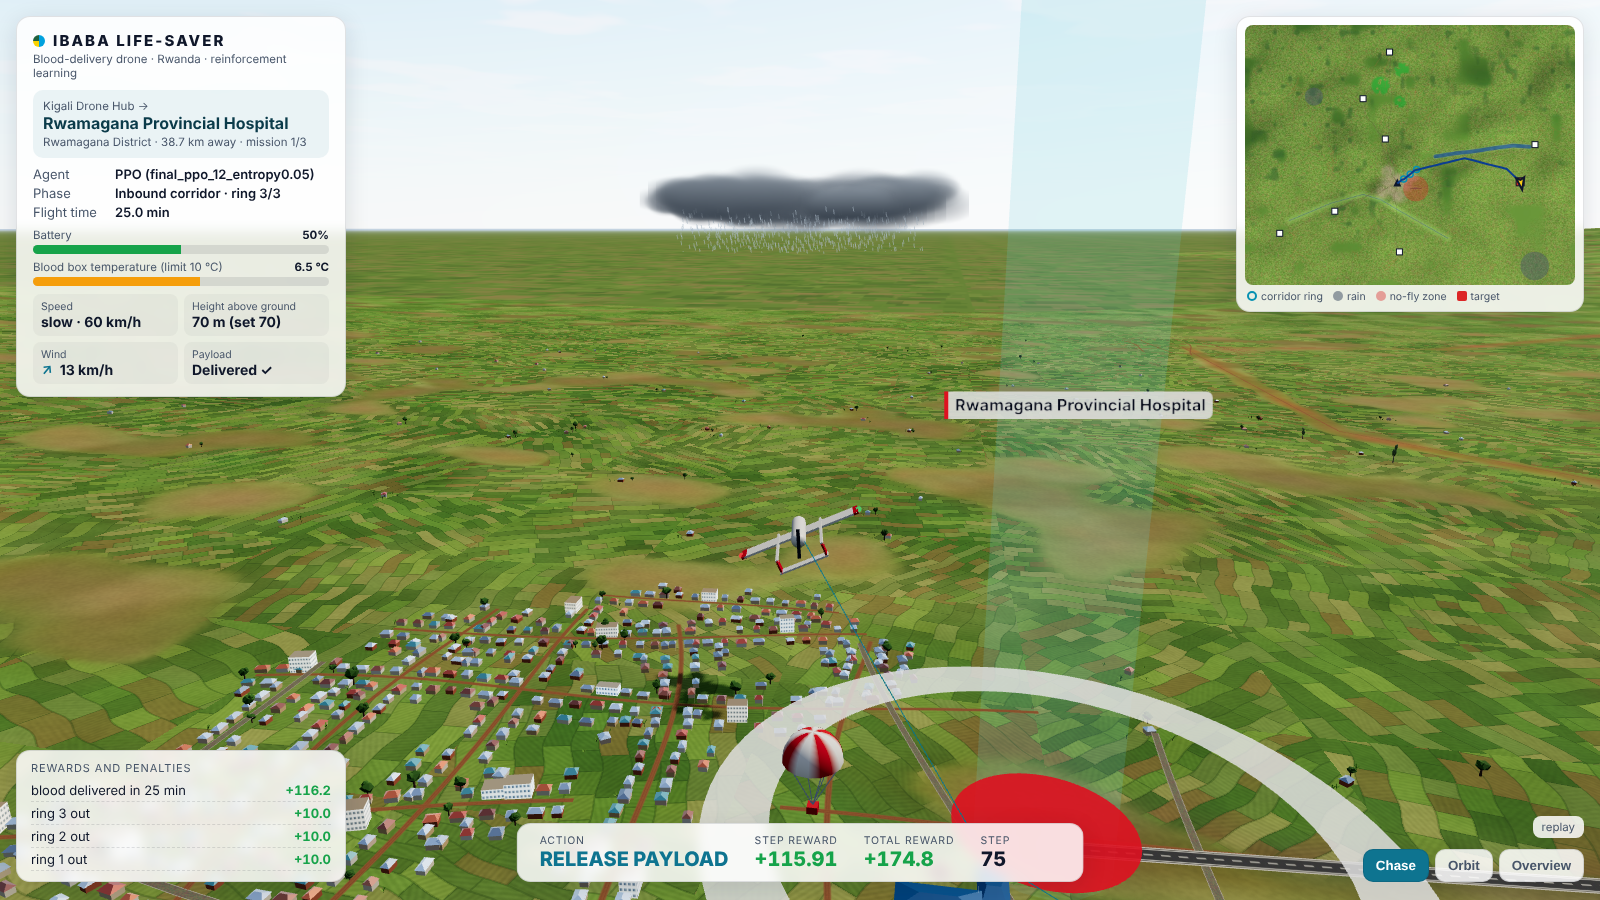 IBABA LIFE-SAVER
Blood-delivery drone · Rwanda · reinforcement
learning
Kigali Drone Hub →
Rwamagana Provincial Hospital
Rwamagana District · 38.7 km away · mission 1/3
Agent PPO (final_ppo_12_entropy0.05)
Phase Inbound corridor · ring 3/3
Flight time 25.0 min
Battery 50%
Blood box temperature (limit 10 °C) 6.5 °C
Speed
slow · 60 km/h
Height above ground
70 m (set 70)
Wind
↗ 13 km/h
Payload
Delivered ✓
corridor ring rain no-fly zone target
Rwamagana Provincial Hospital
REWARDS AND PENALTIES
blood delivered in 25 min +116.2
ring 3 out +10.0
ring 2 out +10.0
ring 1 out +10.0
ACTION
RELEASE PAYLOAD
STEP REWARD
+115.91
TOTAL REWARD
+174.8
STEP
75
replay
Chase Orbit Overview